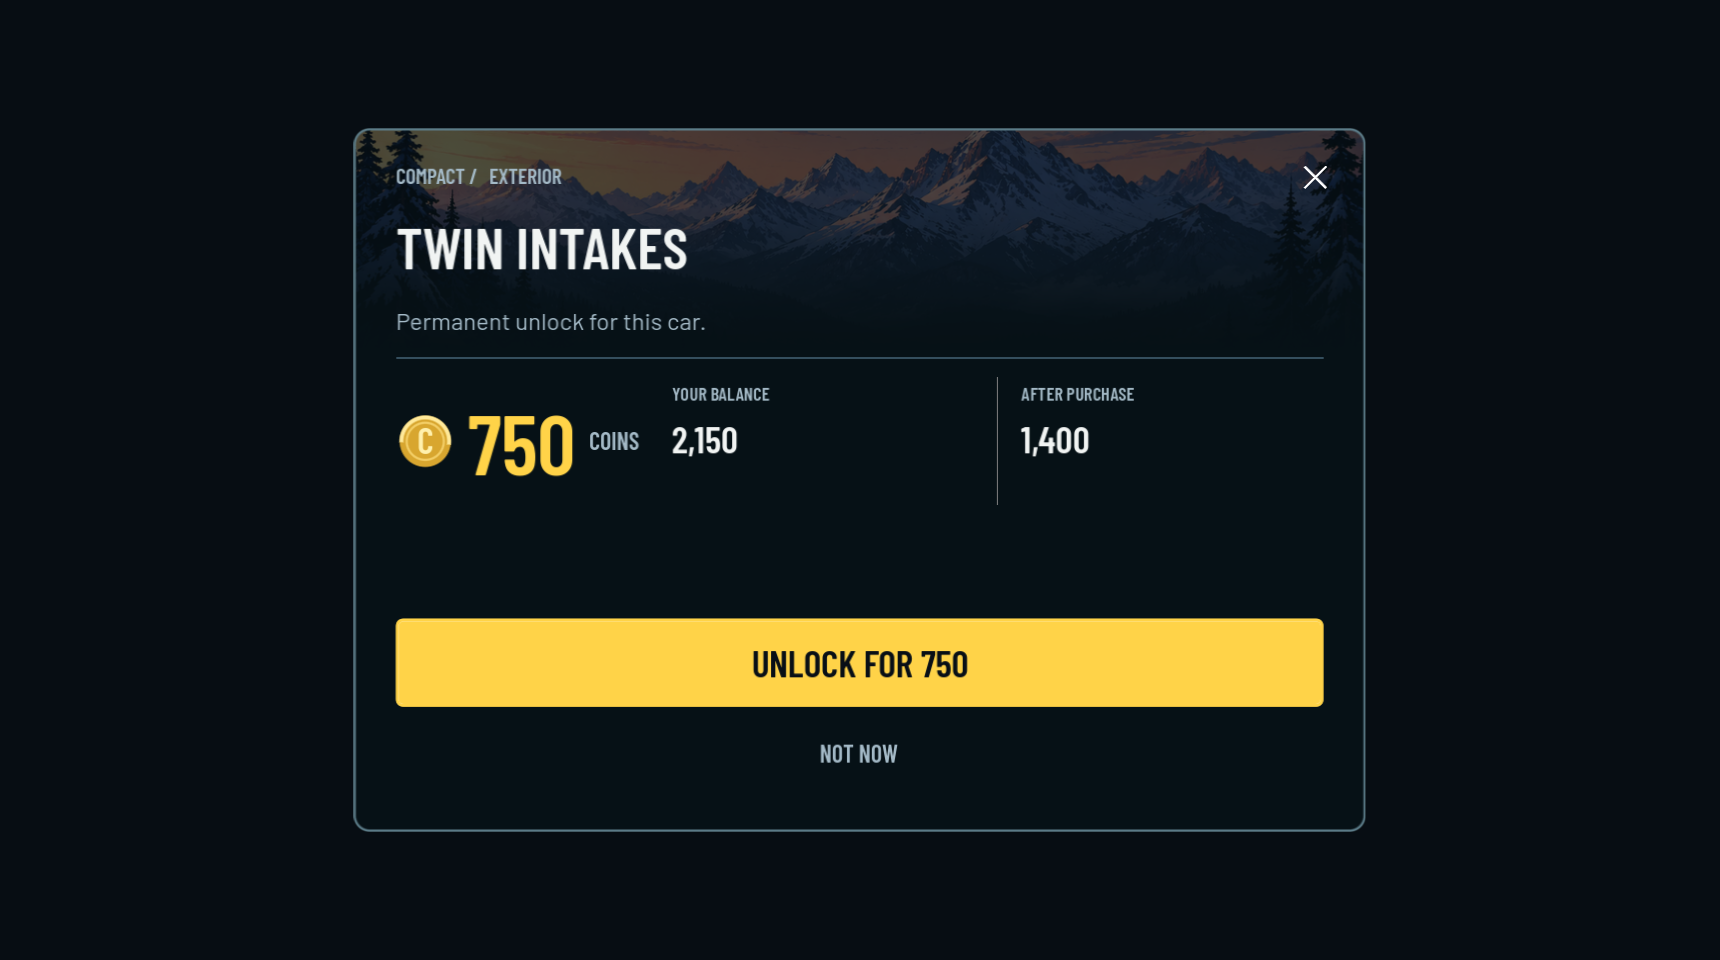 COMPACT / EXTERIOR
TWIN INTAKES
Permanent unlock for this car.
C 750 COINS
YOUR BALANCE
2,150
AFTER PURCHASE
1,400
UNLOCK FOR 750
NOT NOW